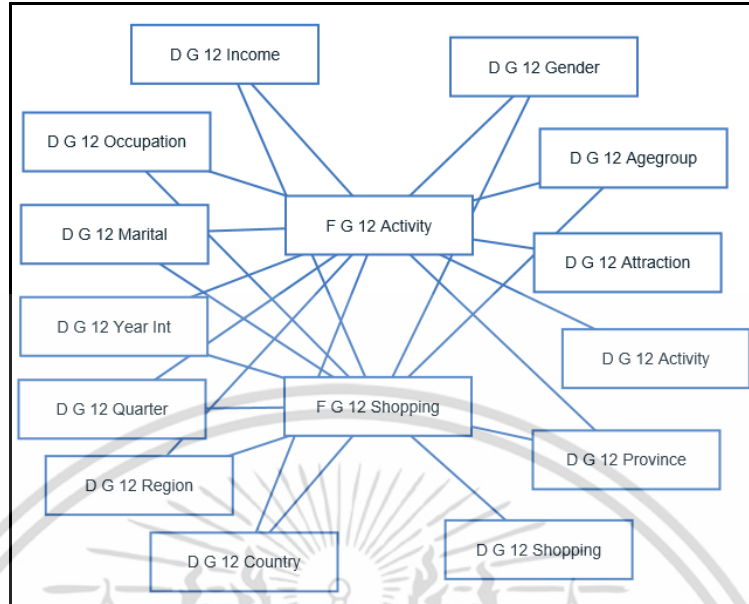 D G 12 Income
D G 12 Gender
D G 12 Occupation
D G 12 Agegroup
F G 12 Activity
D G 12 Marital
D G 12 Attraction
D G 12 Year Int
D G 12 Activity
D G 12 Quarter
F G 12 Shopping
D G 12 Province
D G 12 Region
D G 12 Country
D G 12 Shopping